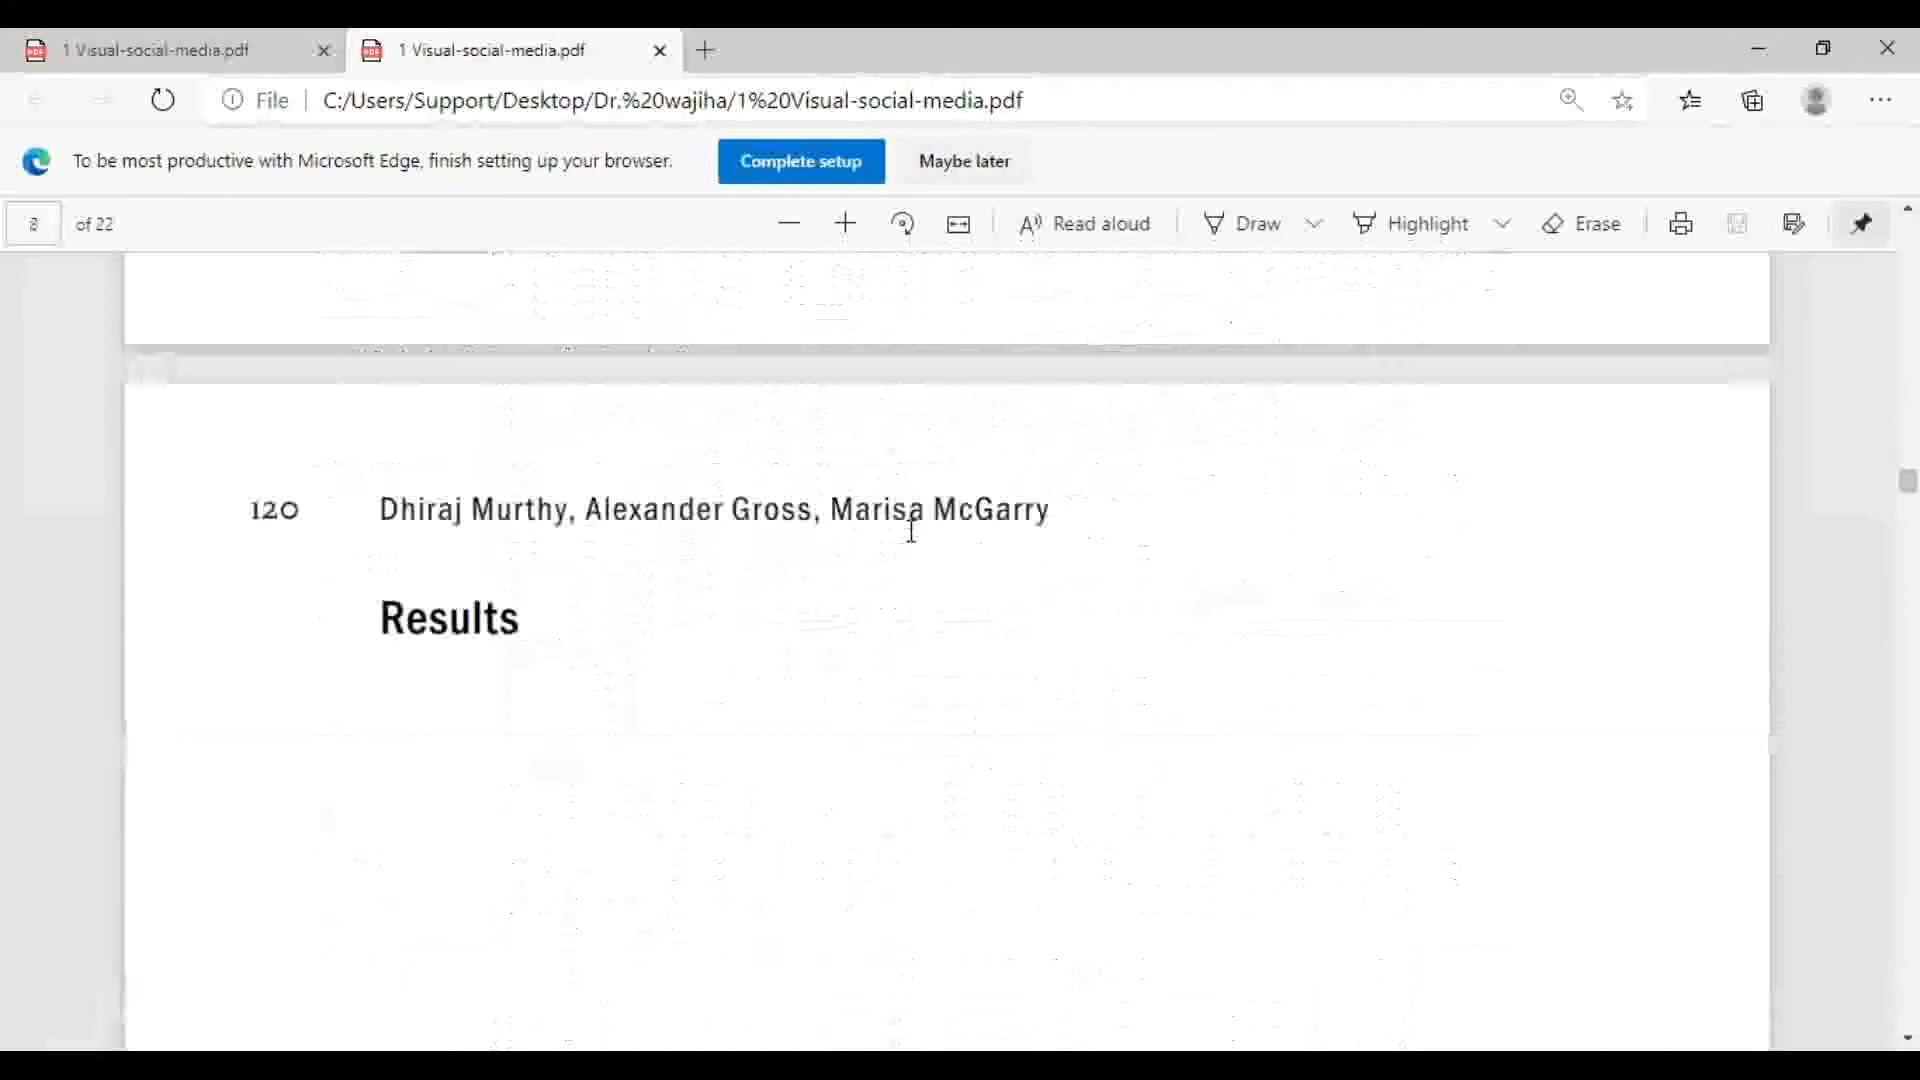 1 Visual-social-media.pdf
1 Visual-social-media.pdf
File
C:/Users/Support/Desktop/Dr.%20wajiha/1%20Visual-social-media.pdf
To be most productive with Microsoft Edge, finish setting up your browser.
Complete setup
Maybe later
8 of 22
Read aloud
Draw
Highlight
Erase
120 Dhiraj Murthy, Alexander Gross, Marisa McGarry
Results